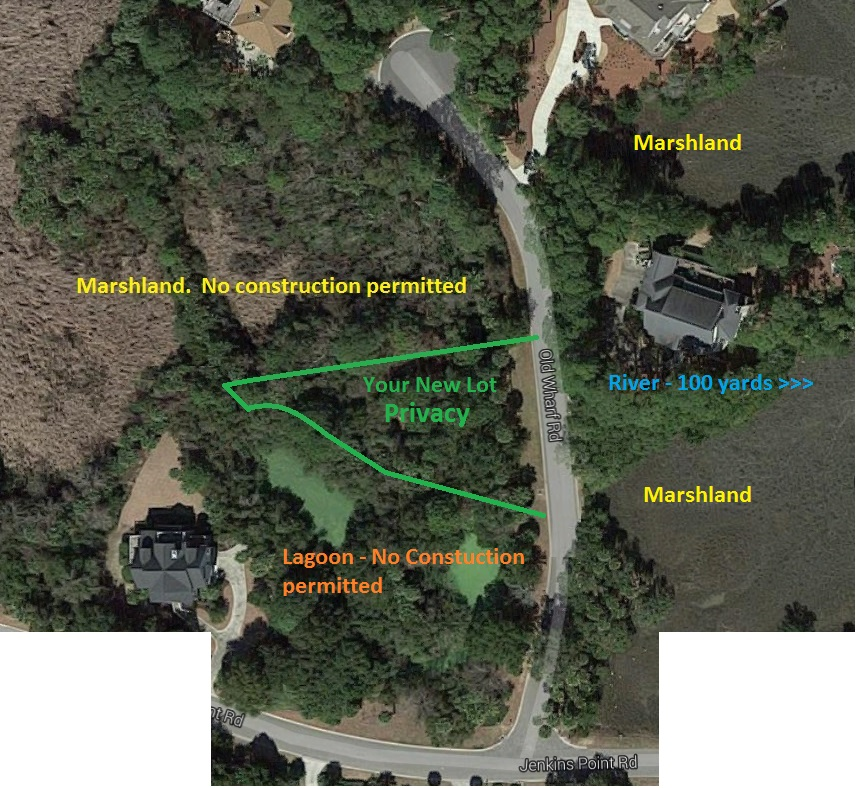 Marshland
Marshland.  No construction permitted
Your New Lot
Privacy
Old Wharf Rd
River - 100 yards >>>
Marshland
Lagoon - No Constuction
permitted
nt Rd
Jenkins Point Rd